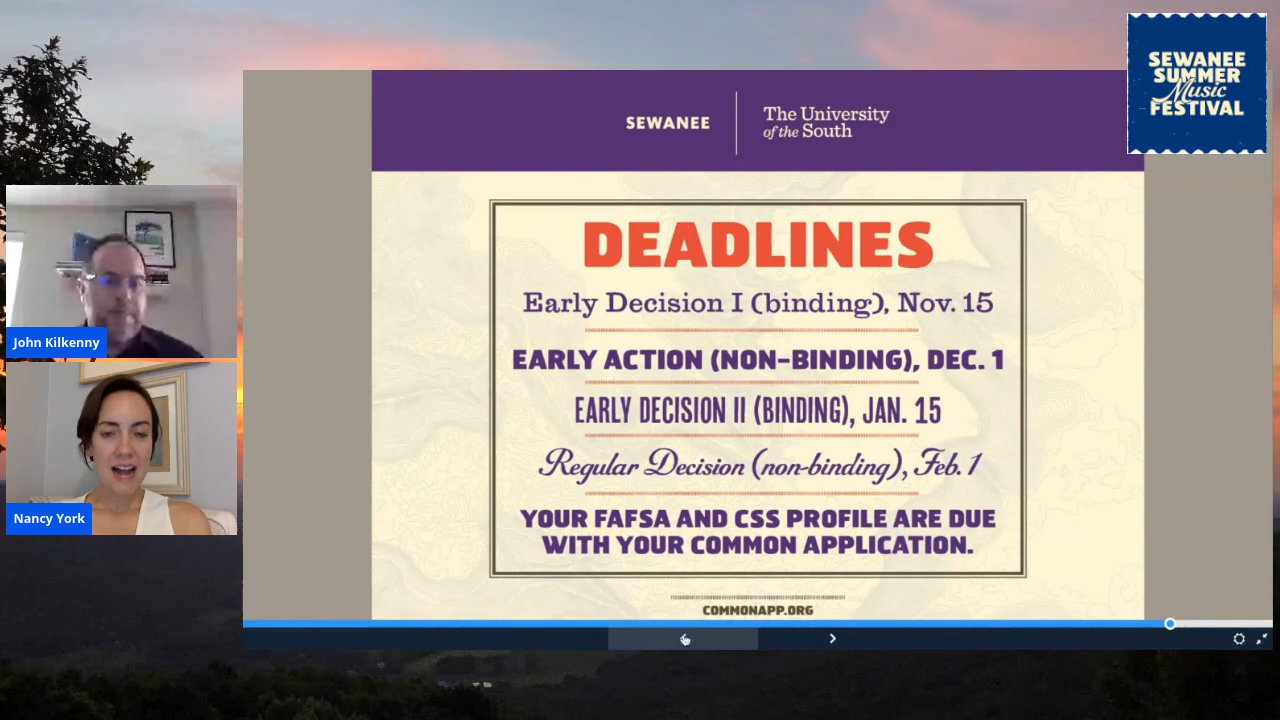 SEWANEE
SUMMER
Music
FESTIVAL
SEWANEE
The University
of the South
DEADLINES
Early Decision I (binding), Nov. 15
EARLY ACTION (NON-BINDING), DEC. 1
EARLY DECISION II (BINDING), JAN. 15
Regular Decision (non-binding), Feb. 1
YOUR FAFSA AND CSS PROFILE ARE DUE
WITH YOUR COMMON APPLICATION.
COMMONAPP.ORG
John Kilkenny
Nancy York